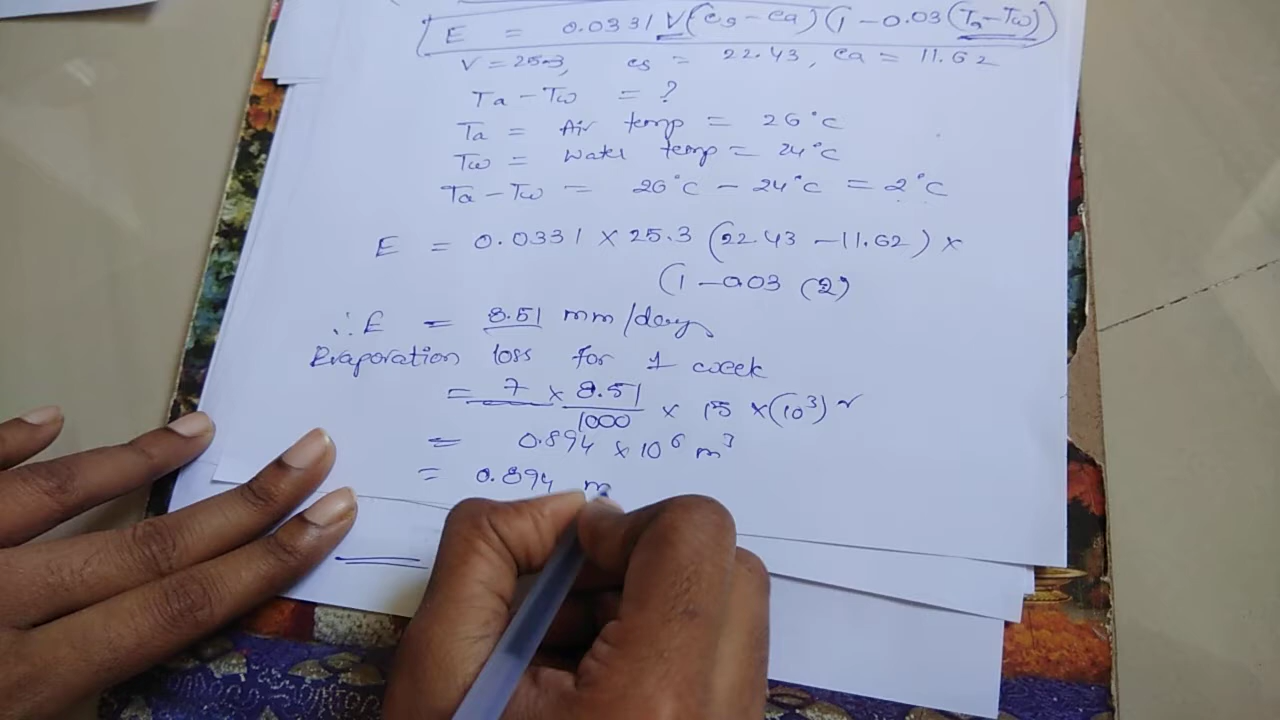 E = 0.0331 V(es - ea)(1 - 0.03(Ta-Tw))
V = 25.3, es = 22.43, ea = 11.62
Ta - Tw = ?
Ta = Air temp = 26°C
Tw = Water temp = 24°C
Ta - Tw = 26°C - 24°C = 2°C
E = 0.0331 × 25.3 (22.43 - 11.62) ×
(1 - 0.03 (2)
∴ E = 8.51 mm/day
Evaporation loss for 1 week
= 7 × 8.51/1000 × 15 × (10³)²
= 0.894 × 10⁶ m³
= 0.894 m